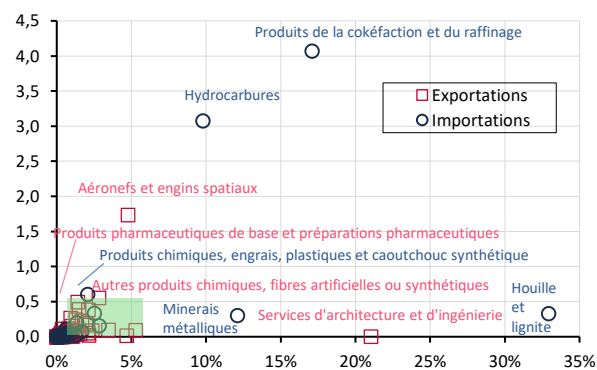 4,5
4,0
3,5
3,0
2,5
2,0
1,5
1,0
0,5
0,0
Produits de la cokéfaction et du raffinage
Hydrocarbures
Exportations
Importations
Aéronefs et engins spatiaux
Produits pharmaceutiques de base et préparations pharmaceutiques
Produits chimiques, engrais, plastiques et caoutchouc synthétique
Autres produits chimiques, fibres artificielles ou synthétiques
Minerais
métalliques
Services d'architecture et d'ingénierie
Houille
et
lignite
0% 5% 10% 15% 20% 25% 30% 35%